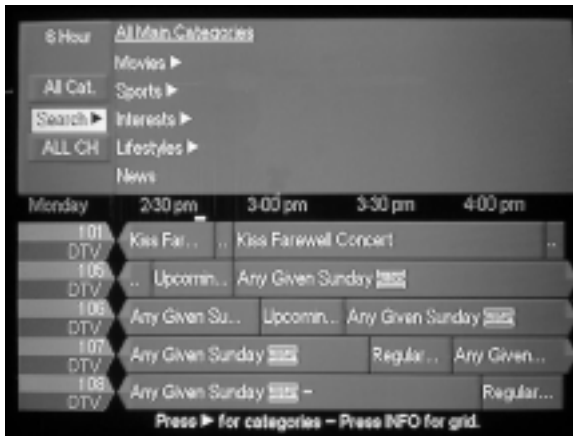 6 Hour
All Main Categories
Movies ▶
All Cat.
Sports ▶
Search ▶
Interests ▶
ALL CH
Lifestyles ▶
News
Monday 2:30 pm 3:00 pm 3:30 pm 4:00 pm
101 DTV Kiss Far... .. Kiss Farewell Concert ..
105 DTV .. Upcomin... Any Given Sunday
106 DTV Any Given Su... Upcomin... Any Given Sunday
107 DTV Any Given Sunday Regular... Any Given...
108 DTV Any Given Sunday – Regular...
Press ▶ for categories – Press INFO for grid.